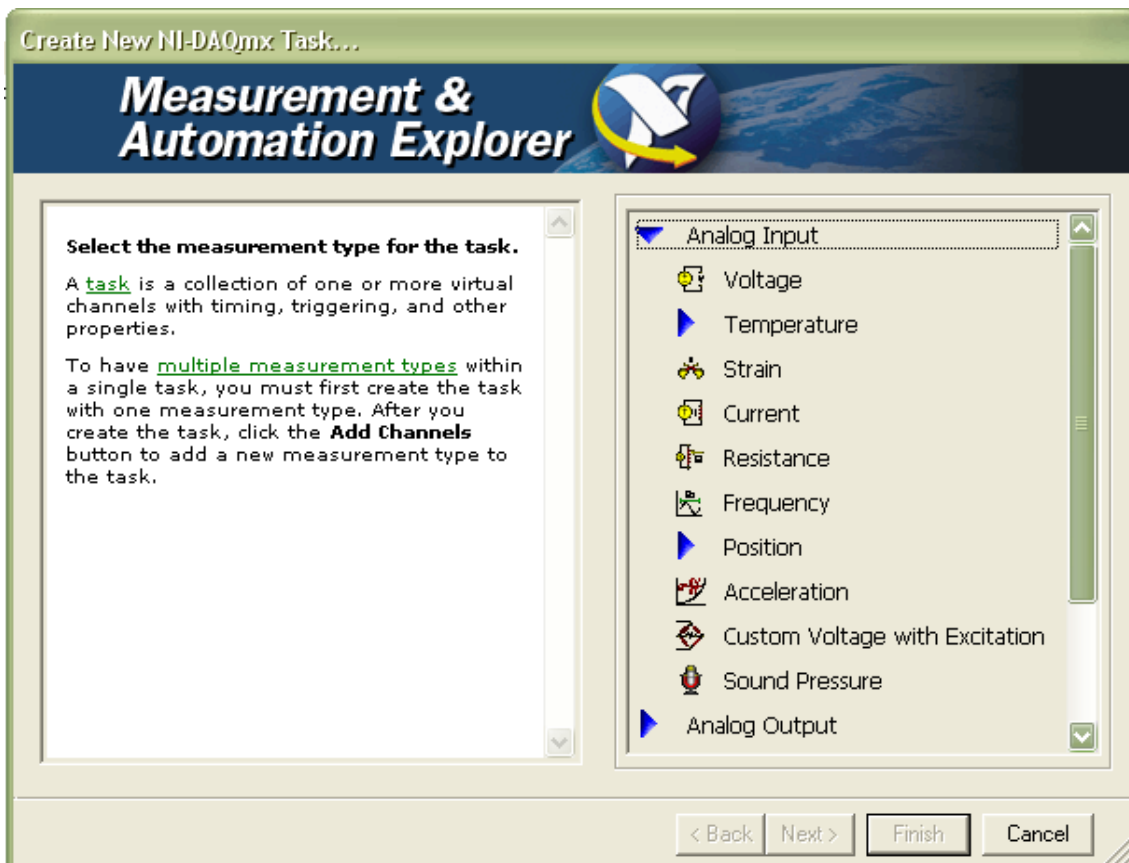 Create New NI-DAQmx Task...
Measurement &
Automation Explorer
Select the measurement type for the task.
A task is a collection of one or more virtual
channels with timing, triggering, and other
properties.
To have multiple measurement types within
a single task, you must first create the task
with one measurement type. After you
create the task, click the Add Channels
button to add a new measurement type to
the task.
Analog Input
Voltage
Temperature
Strain
Current
Resistance
Frequency
Position
Acceleration
Custom Voltage with Excitation
Sound Pressure
Analog Output
< Back
Next >
Finish
Cancel